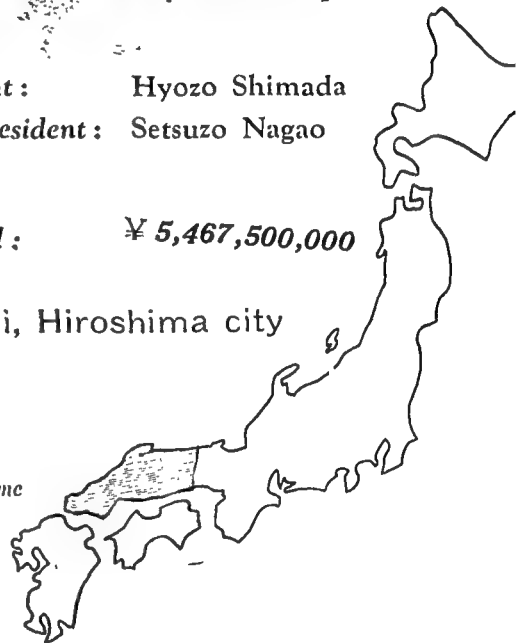 t: Hyozo Shimada
esident: Setsuzo Nagao
l: ¥ 5,467,500,000
i, Hiroshima city